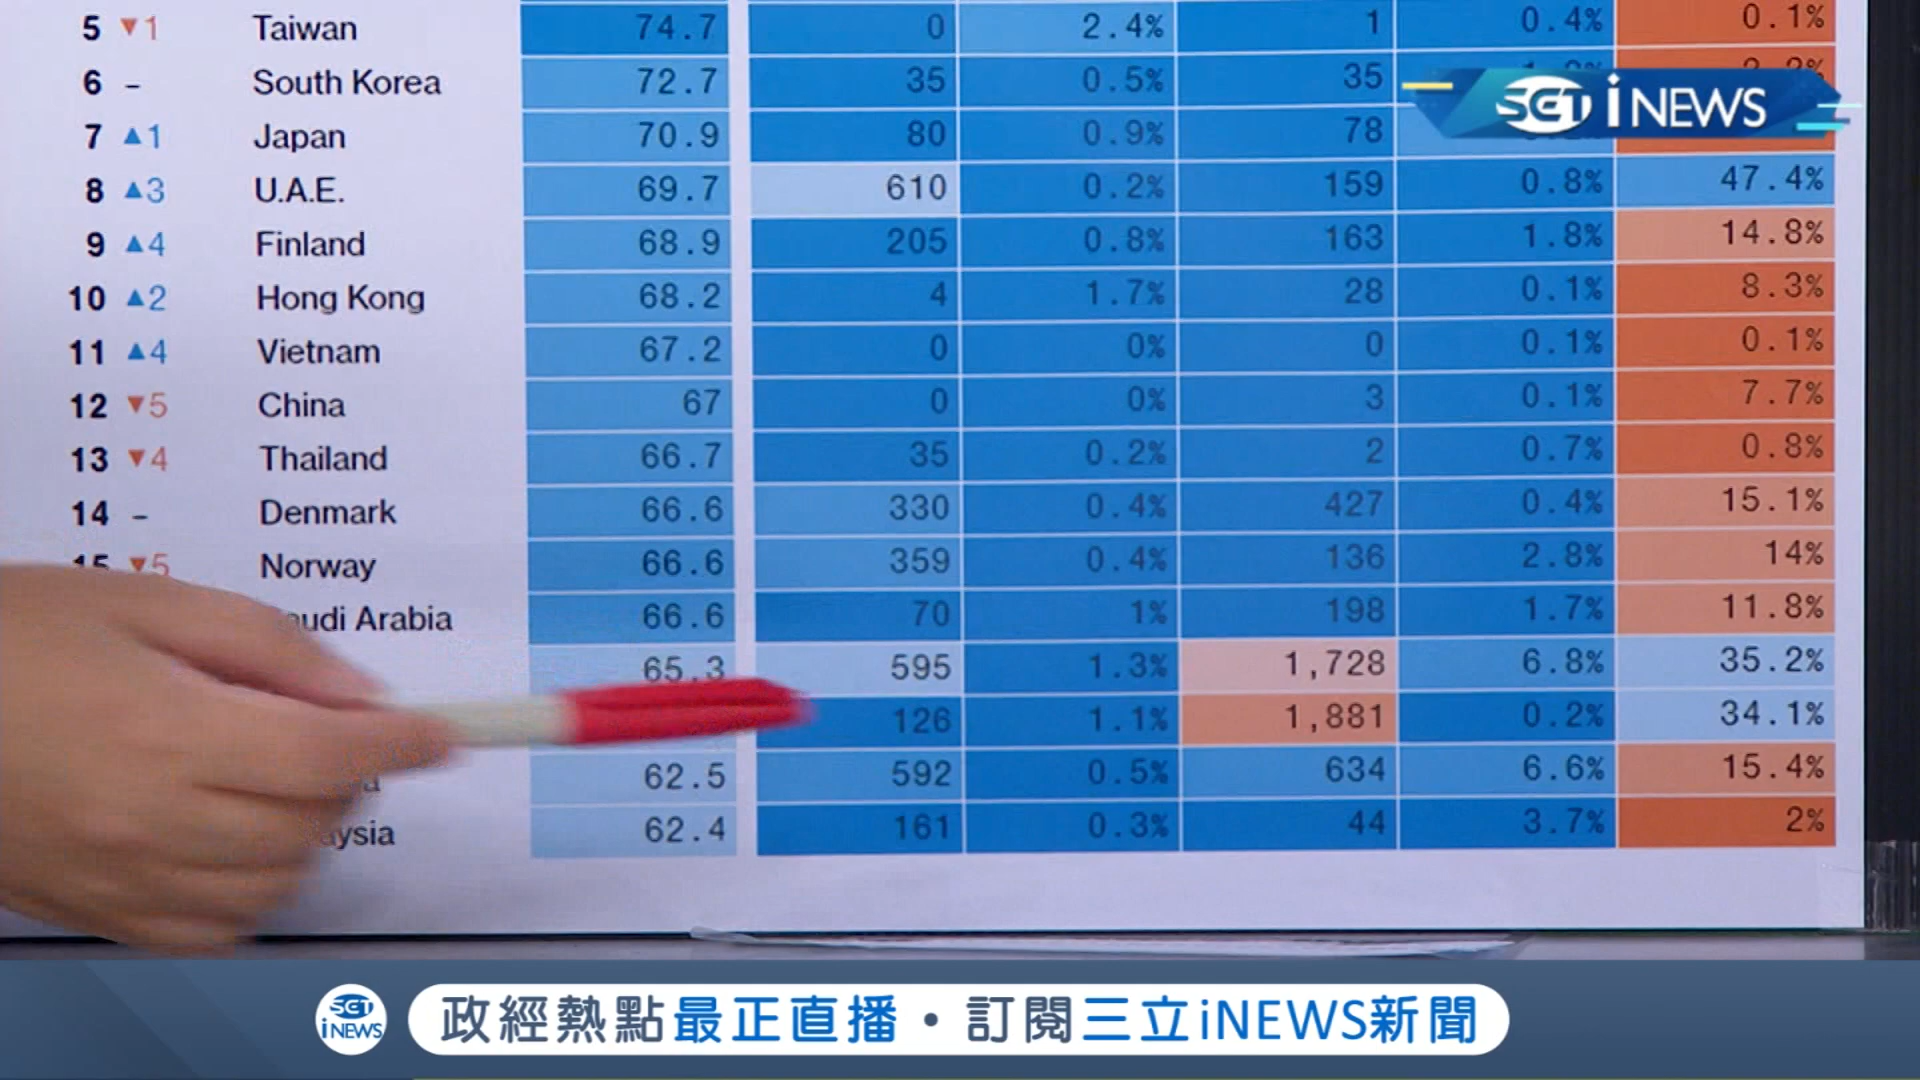 5 ▼1 Taiwan 74.7 0 2.4% 1 0.4% 0.1%
6 – South Korea 72.7 35 0.5% 35
7 ▲1 Japan 70.9 80 0.9% 78
8 ▲3 U.A.E. 69.7 610 0.2% 159 0.8% 47.4%
9 ▲4 Finland 68.9 205 0.8% 163 1.8% 14.8%
10 ▲2 Hong Kong 68.2 4 1.7% 28 0.1% 8.3%
11 ▲4 Vietnam 67.2 0 0% 0 0.1% 0.1%
12 ▼5 China 67 0 0% 3 0.1% 7.7%
13 ▼4 Thailand 66.7 35 0.2% 2 0.7% 0.8%
14 – Denmark 66.6 330 0.4% 427 0.4% 15.1%
15 ▼5 Norway 66.6 359 0.4% 136 2.8% 14%
Arabia 66.6 70 1% 198 1.7% 11.8%
65.3 595 1.3% 1,728 6.8% 35.2%
126 1.1% 1,881 0.2% 34.1%
62.5 592 0.5% 634 6.6% 15.4%
62.4 161 0.3% 44 3.7% 2%
SET iNEWS
SET iNEWS
政經熱點最正直播・訂閱三立iNEWS新聞